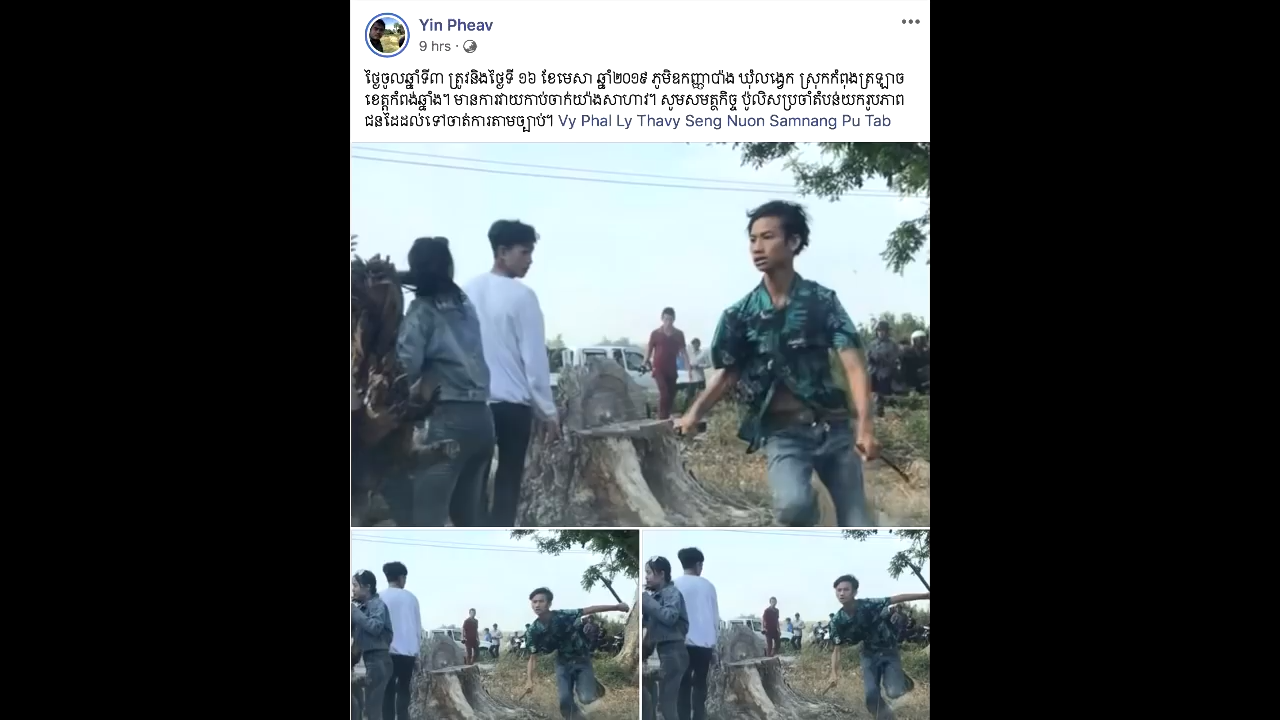 Yin Pheav
9 hrs ·
ថ្ងៃចូលឆ្នាំទី៣ ត្រូវនិងថ្ងៃទី ១៦ ខែមេសា ឆ្នាំ២០១៩ ភូមិឧកញ៉ាប៉ាង ឃុំលង្វែក ស្រុកកំពុងត្រឡាច
ខេត្តកំពង់ឆ្នាំង។ មានការវាយកាប់ចាក់យ៉ាងសាហាវ។ សូមសមត្ថកិច្ច ប៉ូលិសប្រចាំតំបន់យករូបភាព
ជនដៃដល់ទៅចាត់ការតាមច្បាប់។ Vy Phal Ly Thavy Seng Nuon Samnang Pu Tab